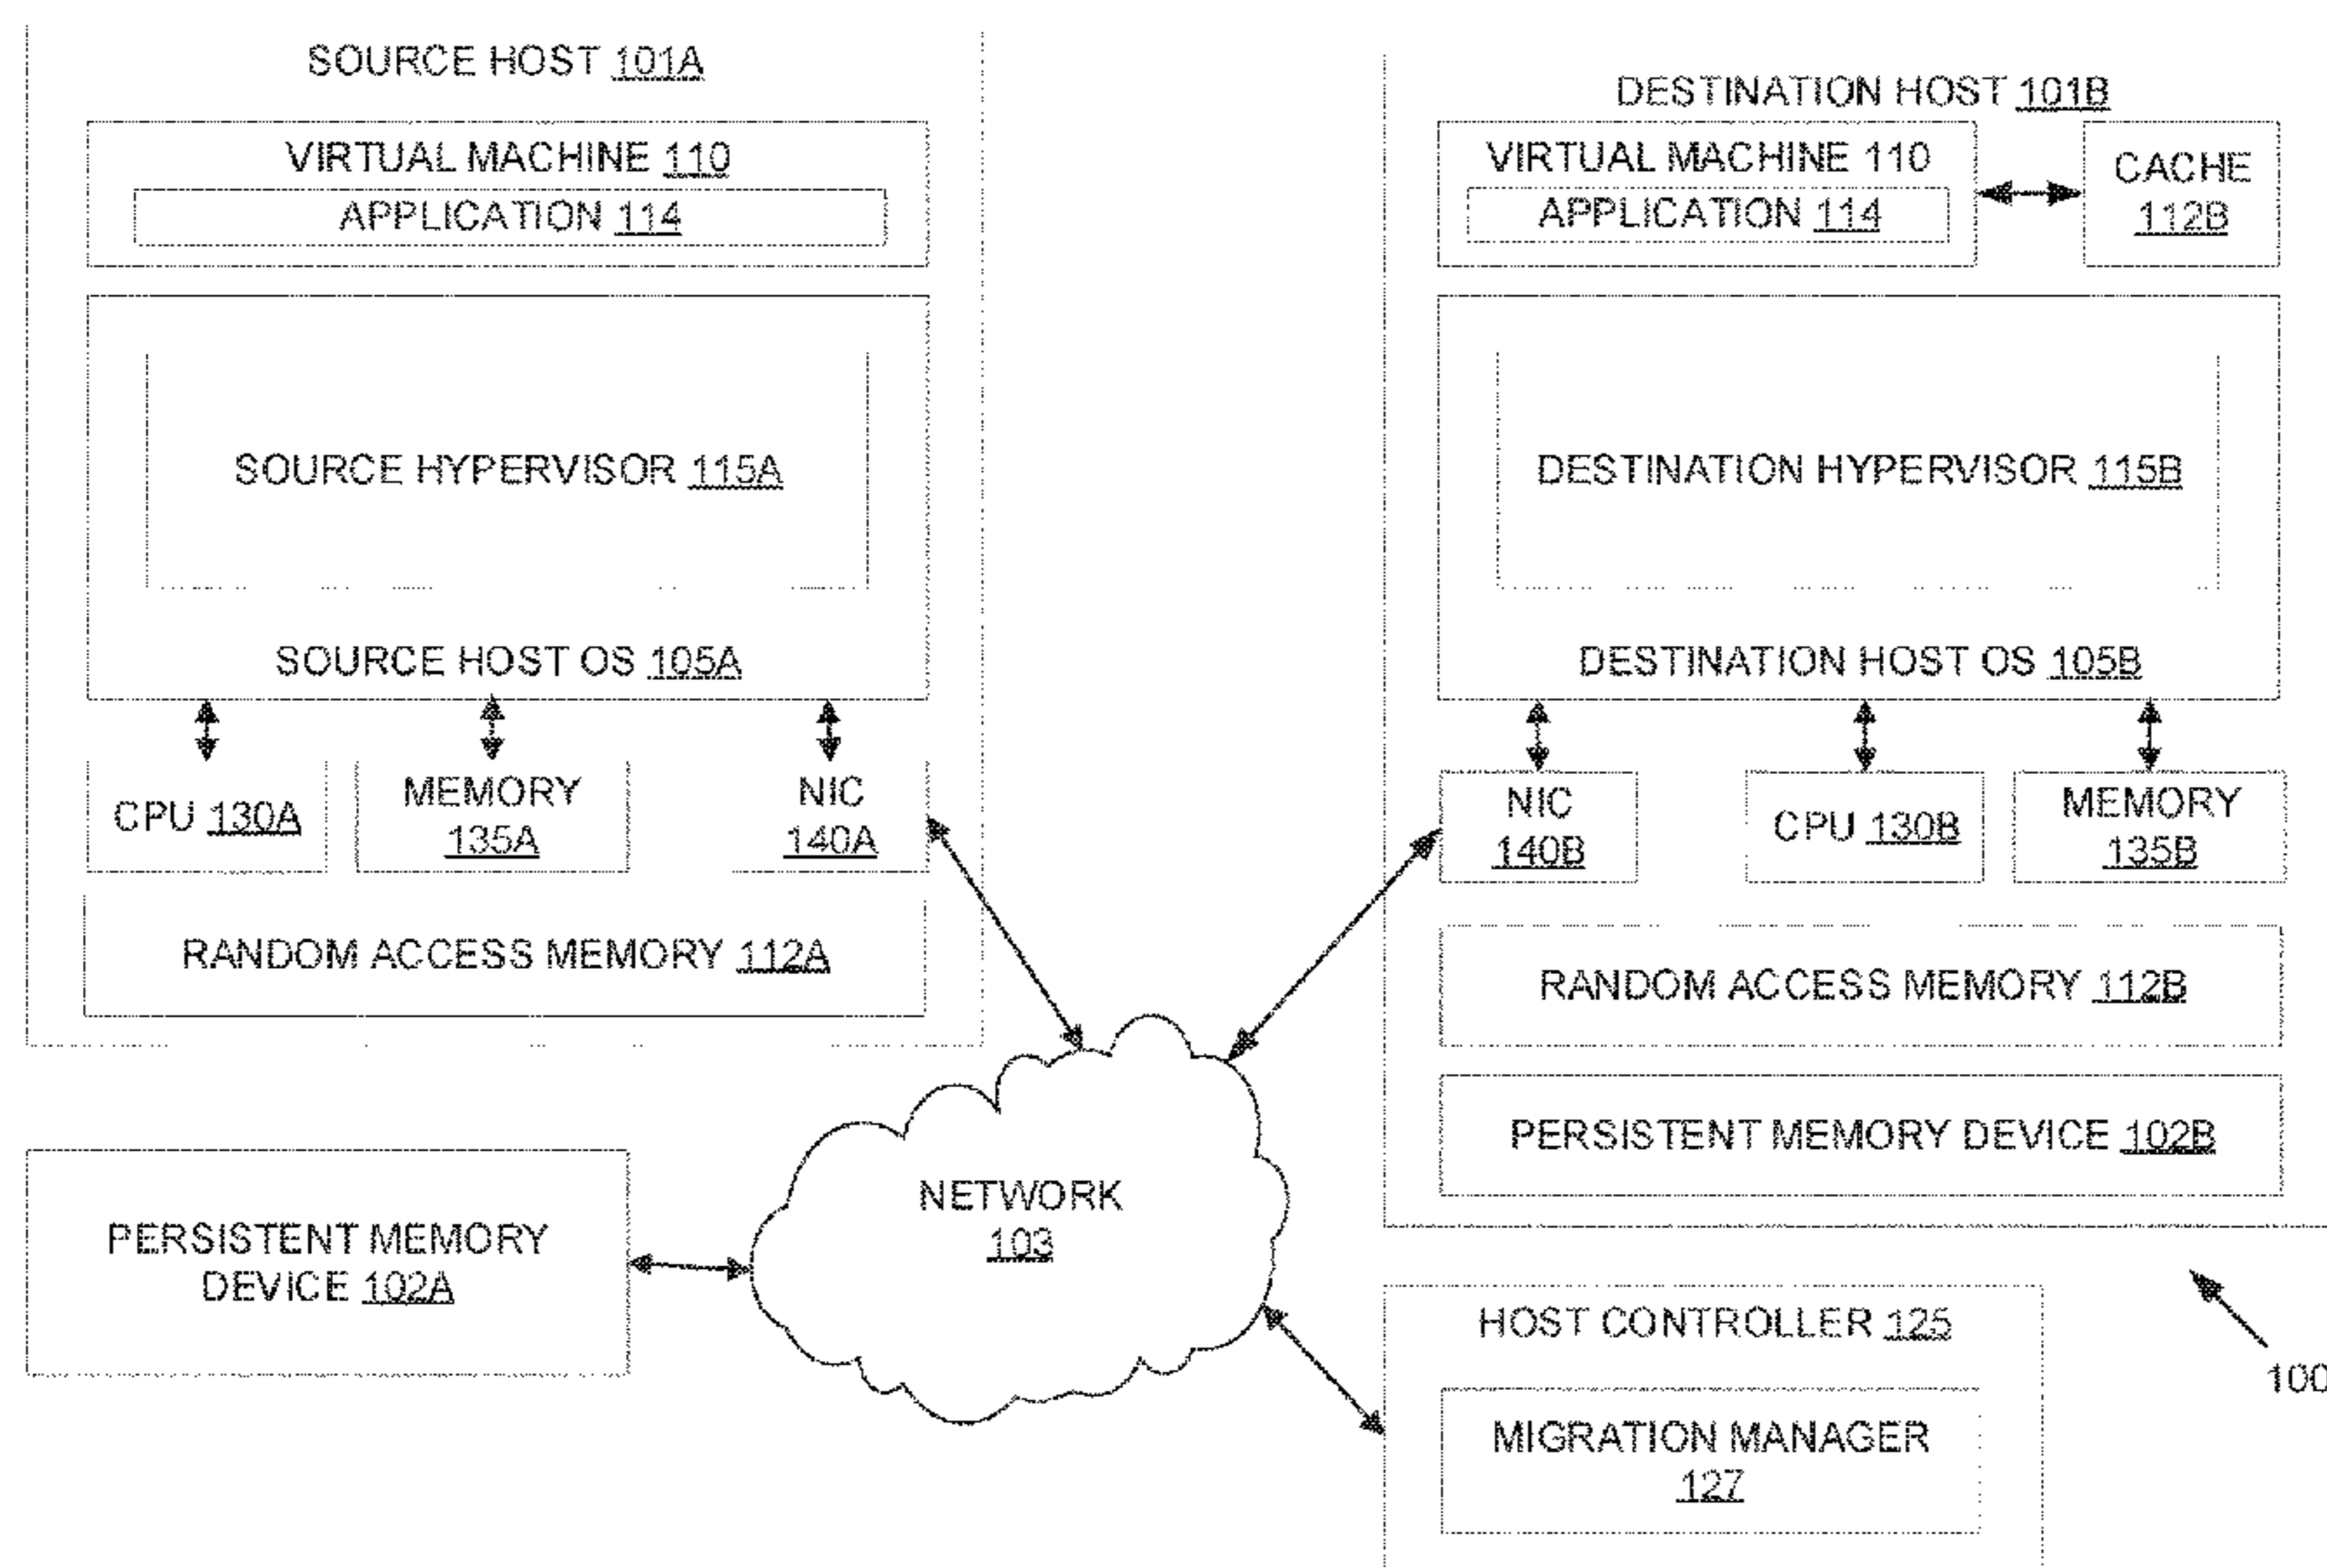 SOURCE HOST 101A
VIRTUAL MACHINE 110
APPLICATION 114
SOURCE HYPERVISOR 115A
SOURCE HOST OS 105A
CPU 130A
MEMORY
135A
NIC
140A
RANDOM ACCESS MEMORY 112A
DESTINATION HOST 101B
VIRTUAL MACHINE 110
APPLICATION 114
CACHE
112B
DESTINATION HYPERVISOR 115B
DESTINATION HOST OS 105B
NIC
140B
CPU 130B
MEMORY
135B
RANDOM ACCESS MEMORY 112B
PERSISTENT MEMORY DEVICE 102B
PERSISTENT MEMORY
DEVICE 102A
NETWORK
103
HOST CONTROLLER 125
MIGRATION MANAGER
127
100